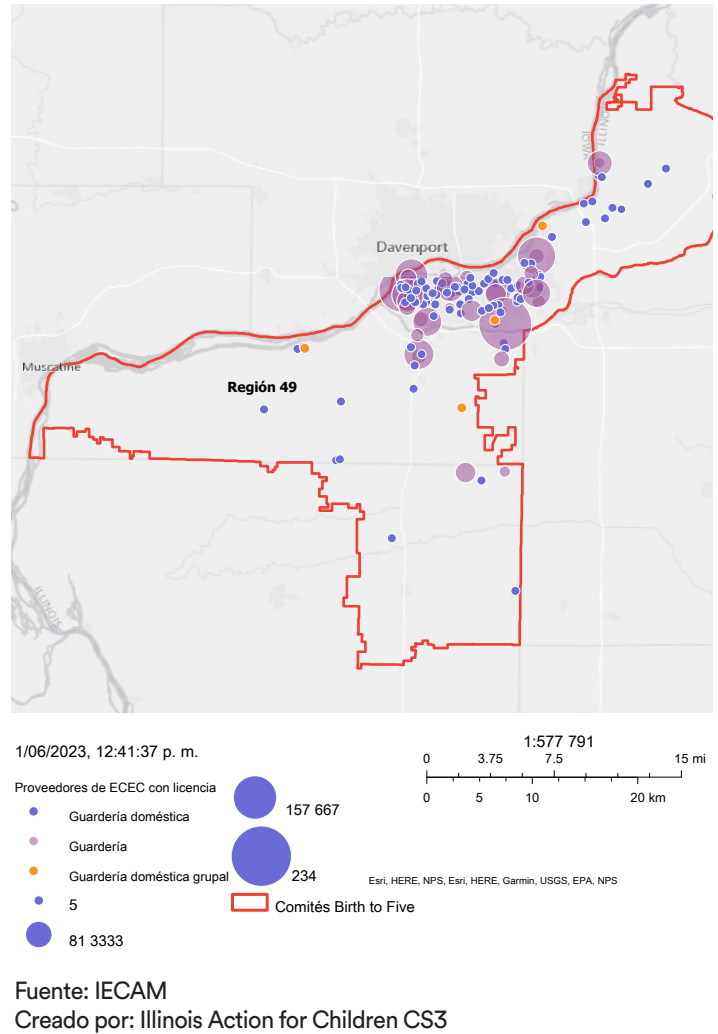 ILLINOIS
IOWA
Davenport
Muscatine
Región 49
ILLINOIS
1/06/2023, 12:41:37 p. m.
1:577 791
0 3.75 7.5 15 mi
0 5 10 20 km
Proveedores de ECEC con licencia
Guardería doméstica
Guardería
Guardería doméstica grupal
5
81 3333
157 667
234
Comités Birth to Five
Esri, HERE, NPS, Esri, HERE, Garmin, USGS, EPA, NPS
Fuente: IECAM
Creado por: Illinois Action for Children CS3